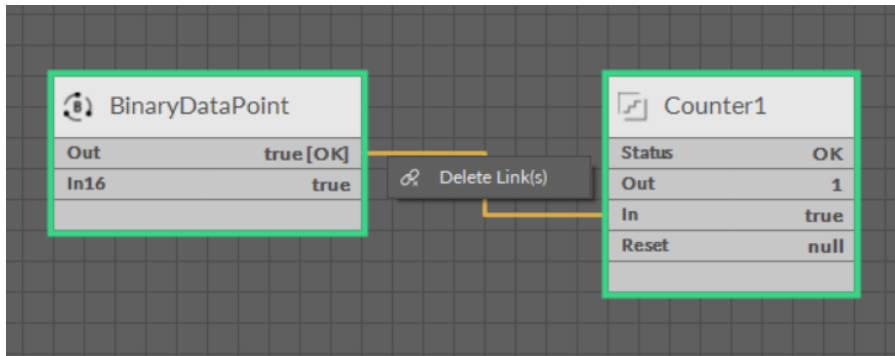 BinaryDataPoint
Out true [OK]
In16 true
Delete Link(s)
Counter1
Status OK
Out 1
In true
Reset null